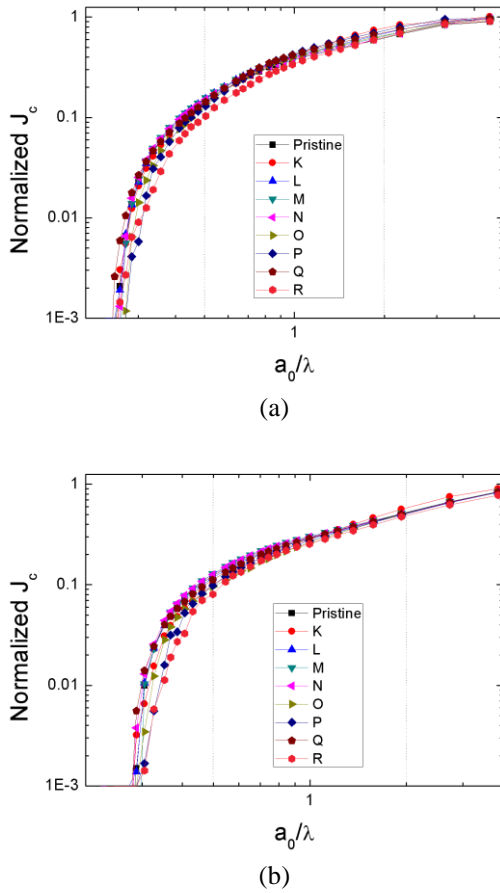 1
0.1
0.01
1E-3
Normalized J_c
Pristine
K
L
M
N
O
P
Q
R
1
a_0/λ
(a)
1
0.1
0.01
1E-3
Normalized J_c
Pristine
K
L
M
N
O
P
Q
R
1
a_0/λ
(b)